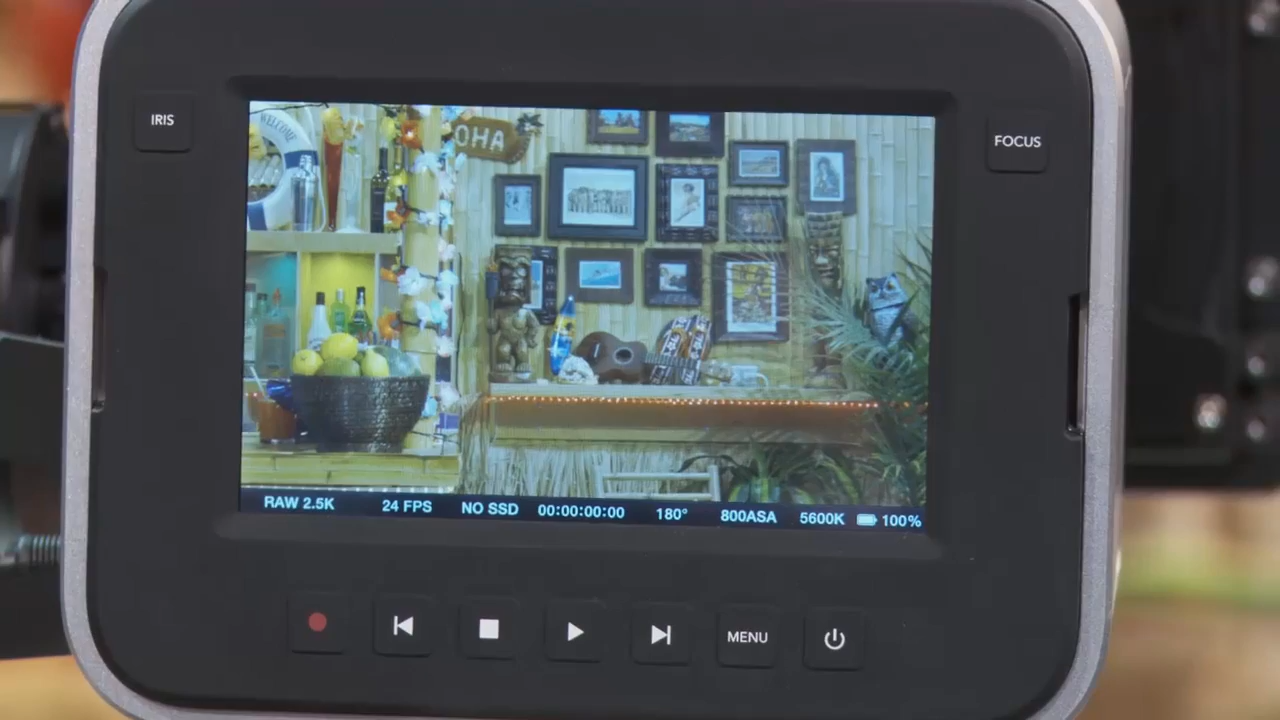 IRIS
FOCUS
WELCOME
OHA
RAW 2.5K 24 FPS NO SSD 00:00:00:00 180° 800ASA 5600K 100%
MENU